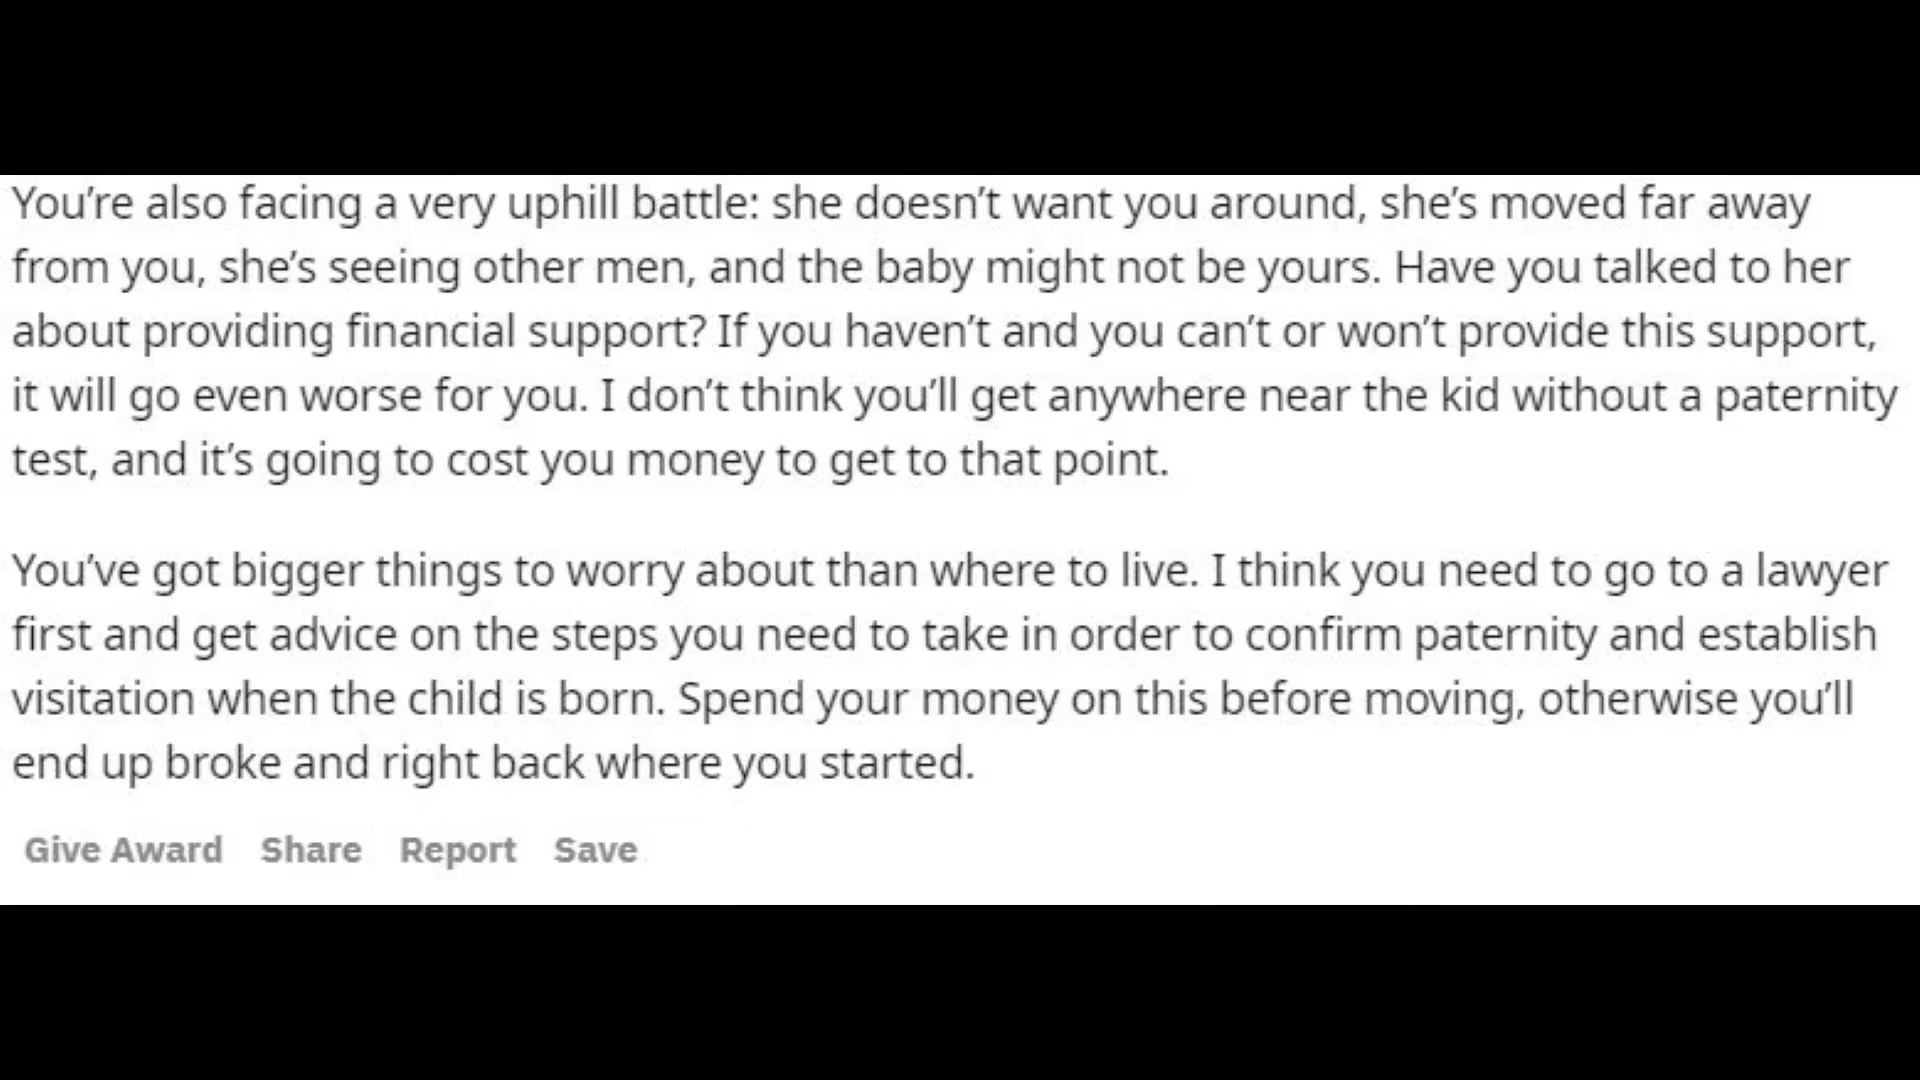 You’re also facing a very uphill battle: she doesn’t want you around, she’s moved far away
from you, she’s seeing other men, and the baby might not be yours. Have you talked to her
about providing financial support? If you haven’t and you can’t or won’t provide this support,
it will go even worse for you. I don’t think you’ll get anywhere near the kid without a paternity
test, and it’s going to cost you money to get to that point.
You’ve got bigger things to worry about than where to live. I think you need to go to a lawyer
first and get advice on the steps you need to take in order to confirm paternity and establish
visitation when the child is born. Spend your money on this before moving, otherwise you’ll
end up broke and right back where you started.
Give Award Share Report Save